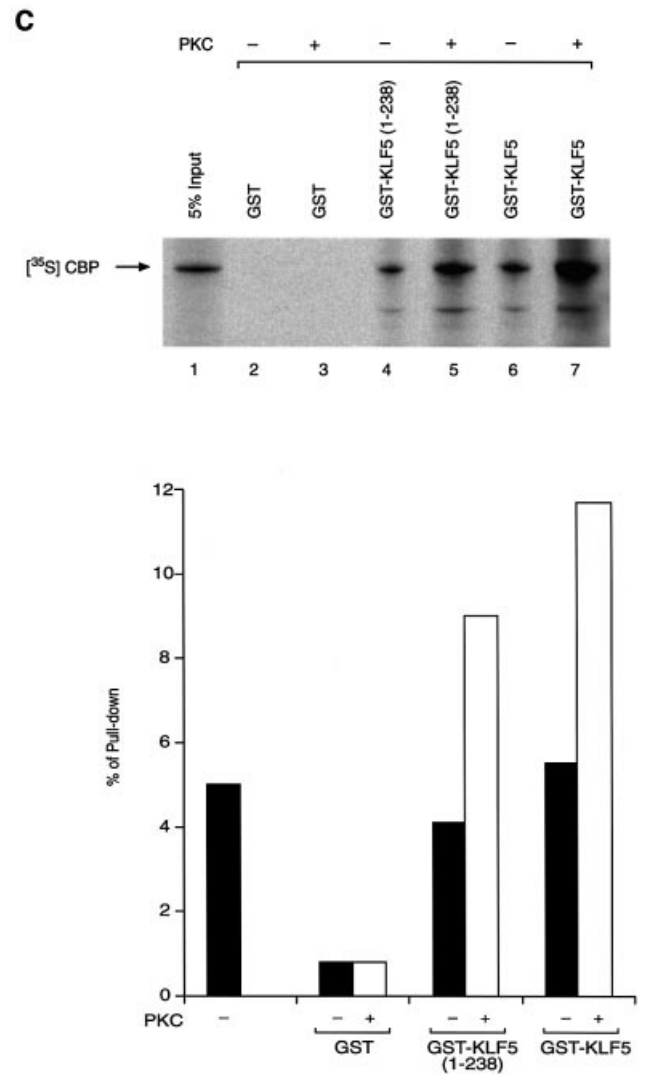 C
PKC – + – + – +
5% Input
GST
GST
GST-KLF5 (1-238)
GST-KLF5 (1-238)
GST-KLF5
GST-KLF5
[³⁵S] CBP
1 2 3 4 5 6 7
12
10
8
6
4
2
0
% of Pull-down
PKC – – + – + – +
GST GST-KLF5 GST-KLF5
(1-238)